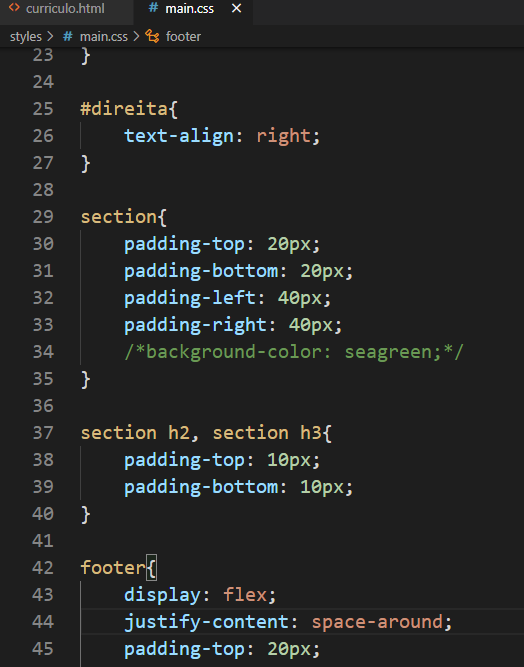 <> curriculo.html # main.css ×
styles > # main.css > footer
23 }
24
25 #direita{
26 text-align: right;
27 }
28
29 section{
30 padding-top: 20px;
31 padding-bottom: 20px;
32 padding-left: 40px;
33 padding-right: 40px;
34 /*background-color: seagreen;*/
35 }
36
37 section h2, section h3{
38 padding-top: 10px;
39 padding-bottom: 10px;
40 }
41
42 footer{
43 display: flex;
44 justify-content: space-around;
45 padding-top: 20px;